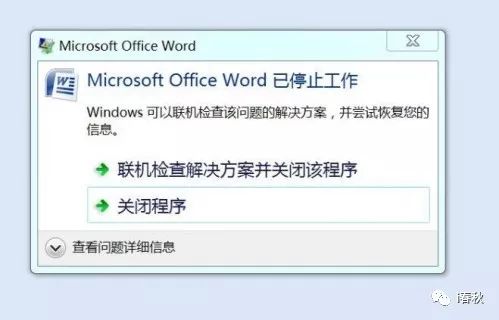 Microsoft Office Word
Microsoft Office Word 已停止工作
Windows 可以联机检查该问题的解决方案，并尝试恢复您的
信息。
联机检查解决方案并关闭该程序
关闭程序
查看问题详细信息
i春秋